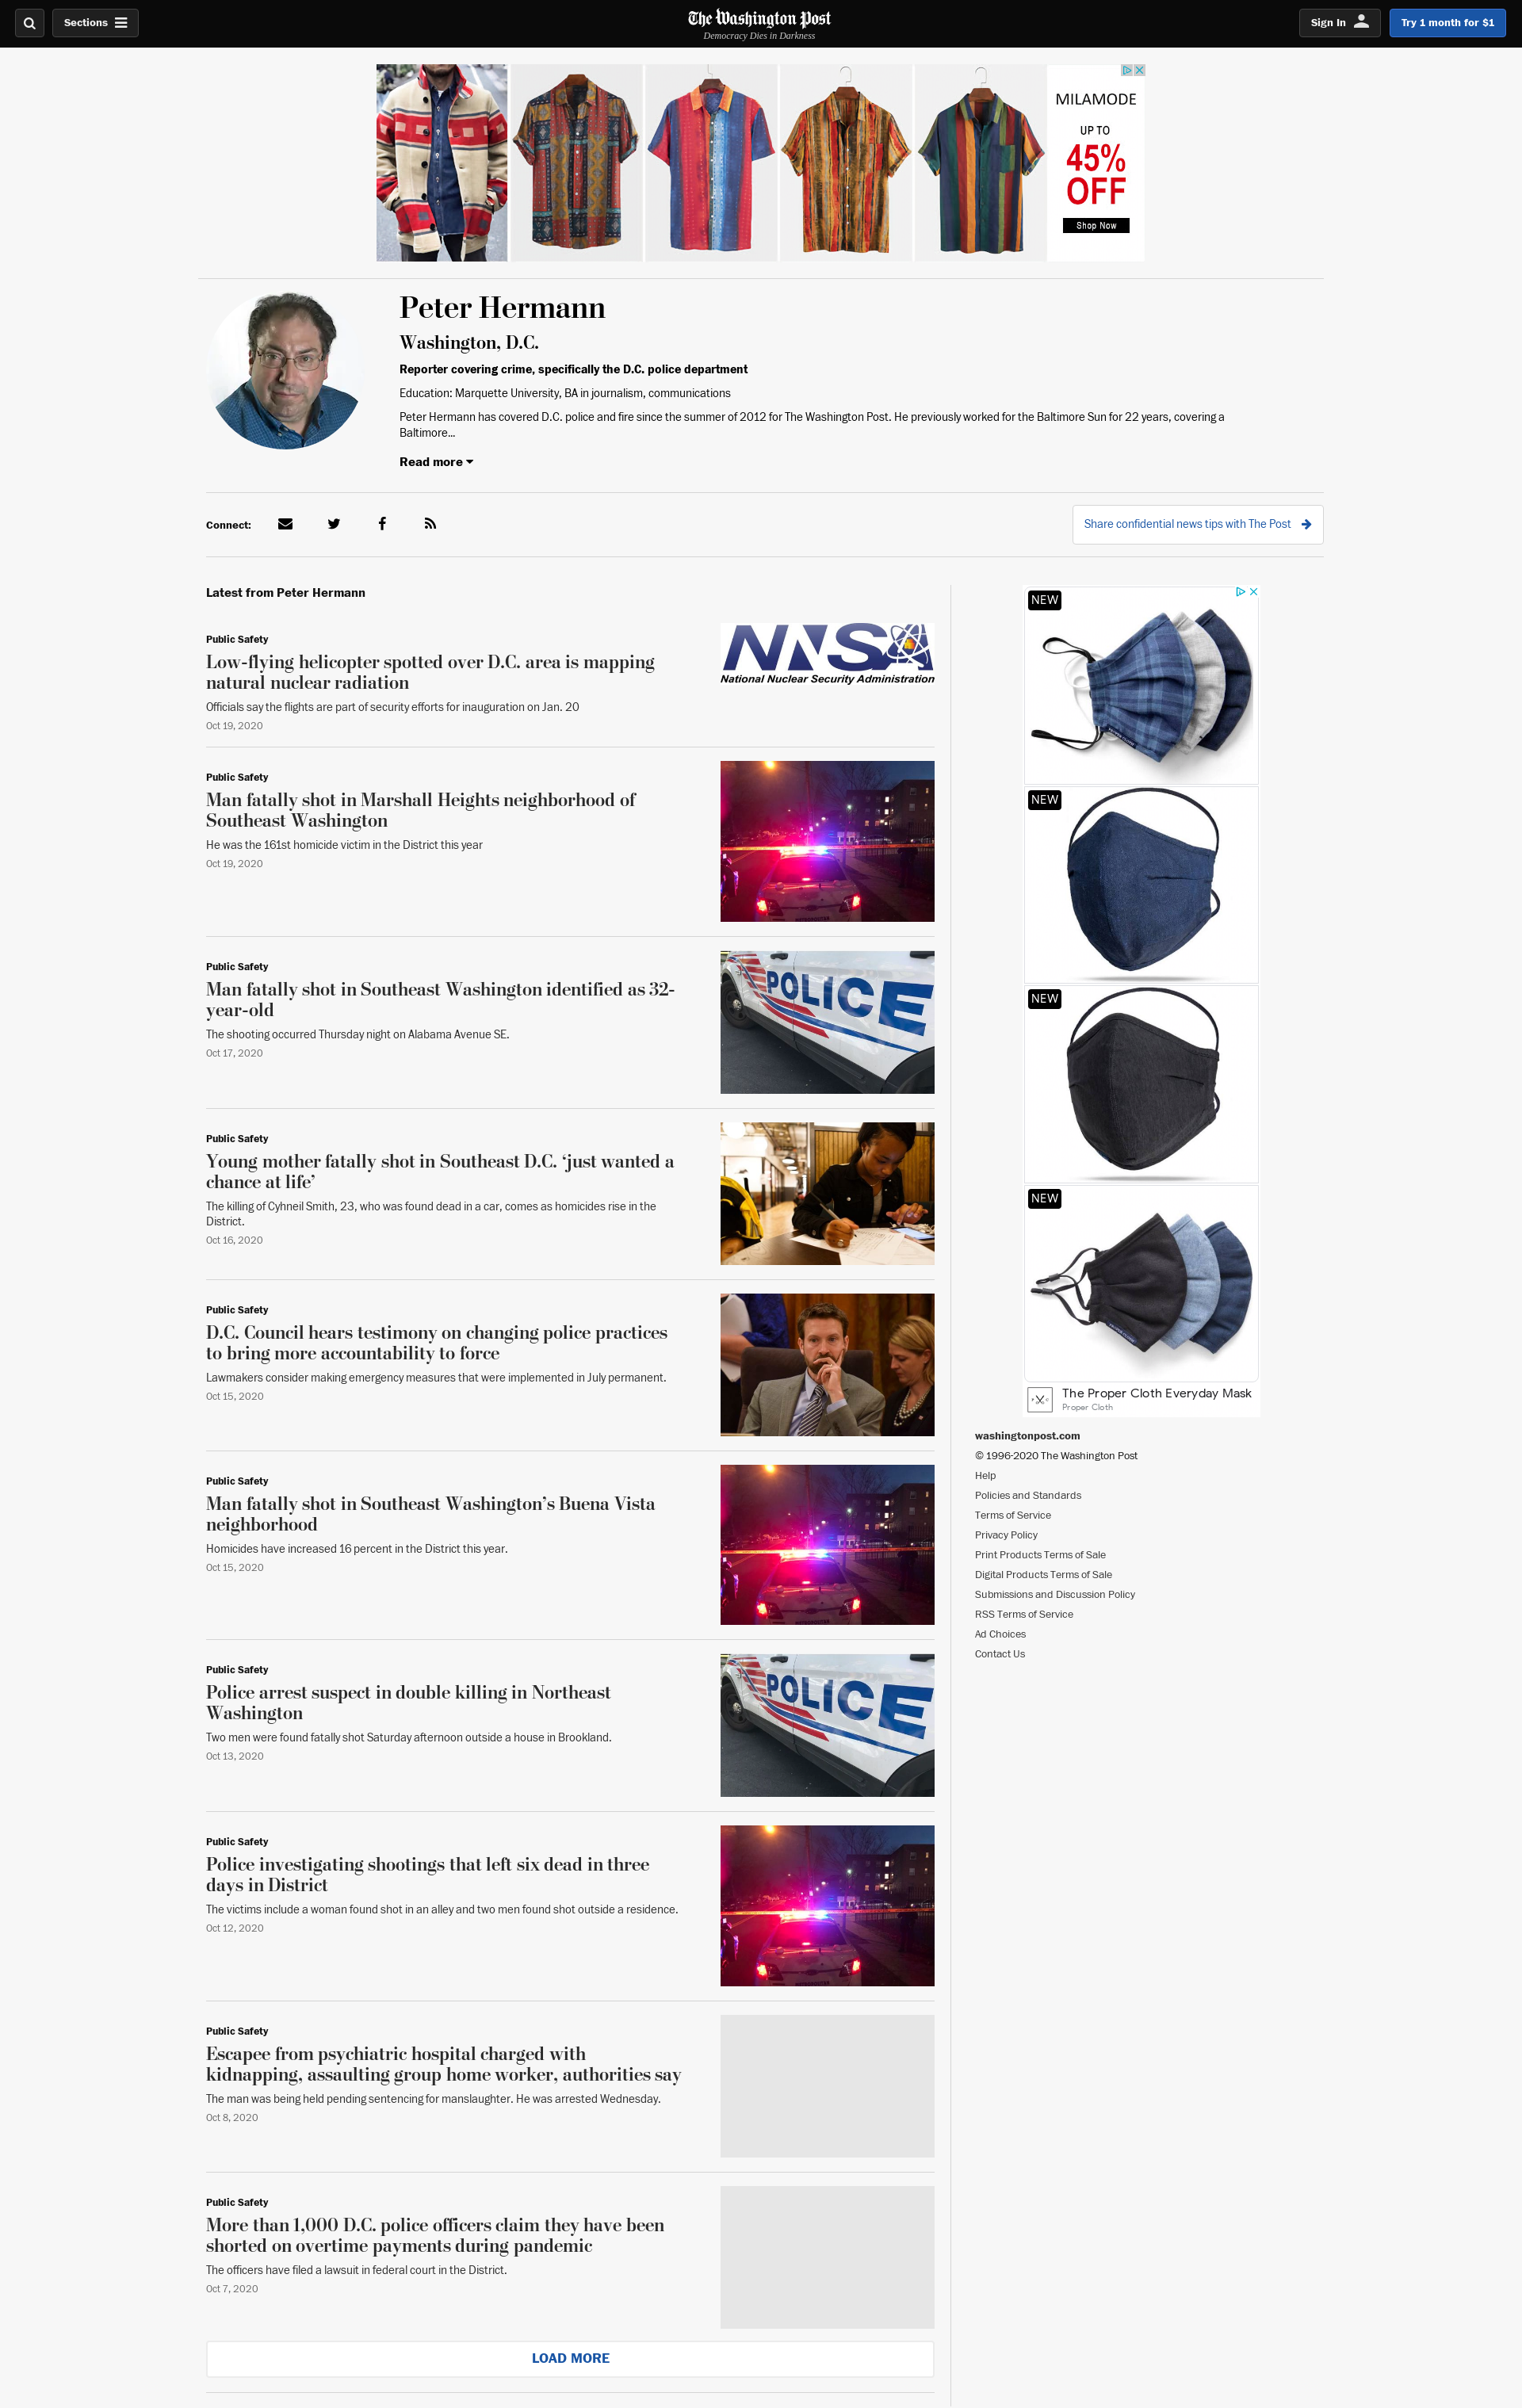 Sections
The Washington Post
Democracy Dies in Darkness
Sign In
Try 1 month for $1
MILAMODE
UP TO
45%
OFF
Shop Now
Peter Hermann
Washington, D.C.
Reporter covering crime, specifically the D.C. police department
Education: Marquette University, BA in journalism, communications
Peter Hermann has covered D.C. police and fire since the summer of 2012 for The Washington Post. He previously worked for the Baltimore Sun for 22 years, covering a
Baltimore...
Read more
Connect:
Share confidential news tips with The Post
Latest from Peter Hermann
Public Safety
Low-flying helicopter spotted over D.C. area is mapping
natural nuclear radiation
Officials say the flights are part of security efforts for inauguration on Jan. 20
Oct 19, 2020
NNSA
National Nuclear Security Administration
Public Safety
Man fatally shot in Marshall Heights neighborhood of
Southeast Washington
He was the 161st homicide victim in the District this year
Oct 19, 2020
Public Safety
Man fatally shot in Southeast Washington identified as 32-
year-old
The shooting occurred Thursday night on Alabama Avenue SE.
Oct 17, 2020
POLICE
Public Safety
Young mother fatally shot in Southeast D.C. ‘just wanted a
chance at life’
The killing of Cyhneil Smith, 23, who was found dead in a car, comes as homicides rise in the
District.
Oct 16, 2020
Public Safety
D.C. Council hears testimony on changing police practices
to bring more accountability to force
Lawmakers consider making emergency measures that were implemented in July permanent.
Oct 15, 2020
Public Safety
Man fatally shot in Southeast Washington’s Buena Vista
neighborhood
Homicides have increased 16 percent in the District this year.
Oct 15, 2020
Public Safety
Police arrest suspect in double killing in Northeast
Washington
Two men were found fatally shot Saturday afternoon outside a house in Brookland.
Oct 13, 2020
POLICE
Public Safety
Police investigating shootings that left six dead in three
days in District
The victims include a woman found shot in an alley and two men found shot outside a residence.
Oct 12, 2020
Public Safety
Escapee from psychiatric hospital charged with
kidnapping, assaulting group home worker, authorities say
The man was being held pending sentencing for manslaughter. He was arrested Wednesday.
Oct 8, 2020
Public Safety
More than 1,000 D.C. police officers claim they have been
shorted on overtime payments during pandemic
The officers have filed a lawsuit in federal court in the District.
Oct 7, 2020
LOAD MORE
NEW
NEW
NEW
NEW
The Proper Cloth Everyday Mask
Proper Cloth
washingtonpost.com
© 1996-2020 The Washington Post
Help
Policies and Standards
Terms of Service
Privacy Policy
Print Products Terms of Sale
Digital Products Terms of Sale
Submissions and Discussion Policy
RSS Terms of Service
Ad Choices
Contact Us